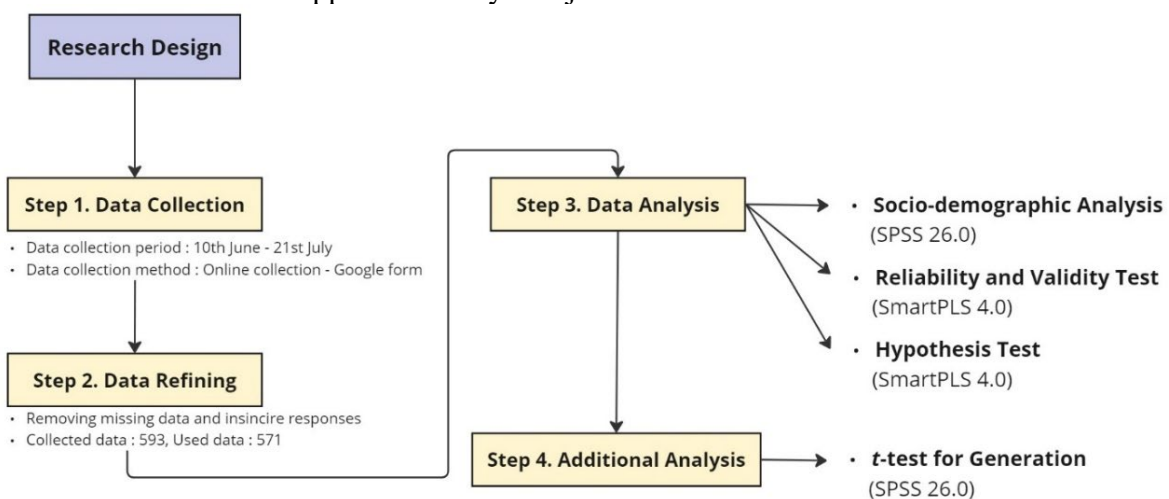 Research Design
Step 1. Data Collection
• Data collection period : 10th June - 21st July
• Data collection method : Online collection - Google form
Step 2. Data Refining
• Removing missing data and insincire responses
• Collected data : 593, Used data : 571
Step 3. Data Analysis
• Socio-demographic Analysis
(SPSS 26.0)
• Reliability and Validity Test
(SmartPLS 4.0)
• Hypothesis Test
(SmartPLS 4.0)
Step 4. Additional Analysis
• t-test for Generation
(SPSS 26.0)